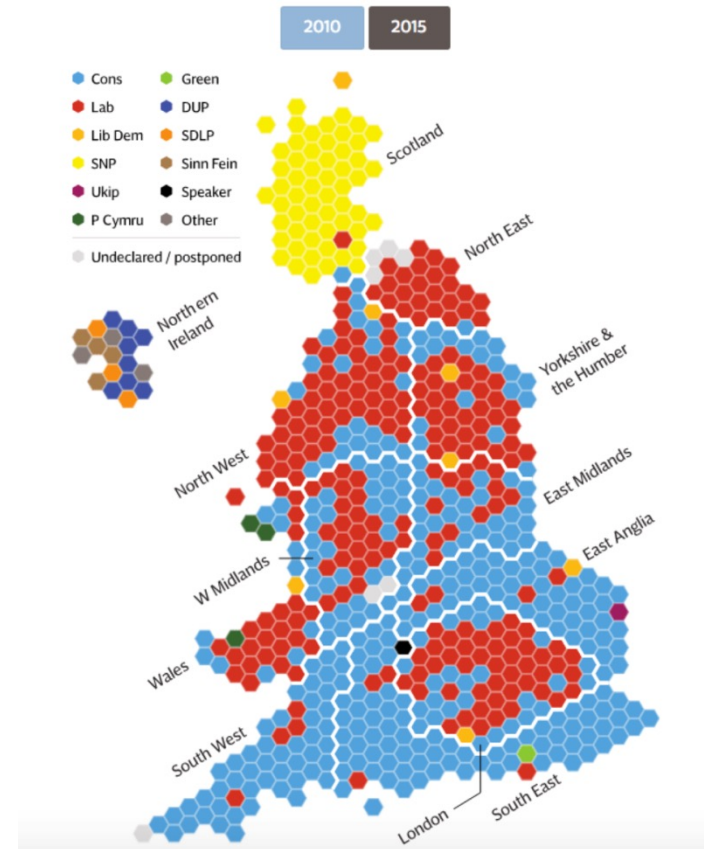 2010 2015
Cons Green
Lab DUP
Lib Dem SDLP
SNP Sinn Fein
Ukip Speaker
P Cymru Other
Undeclared / postponed
Scotland
North East
Northern
Ireland
Yorkshire &
the Humber
North West
East Midlands
East Anglia
W Midlands
Wales
South West
South East
London